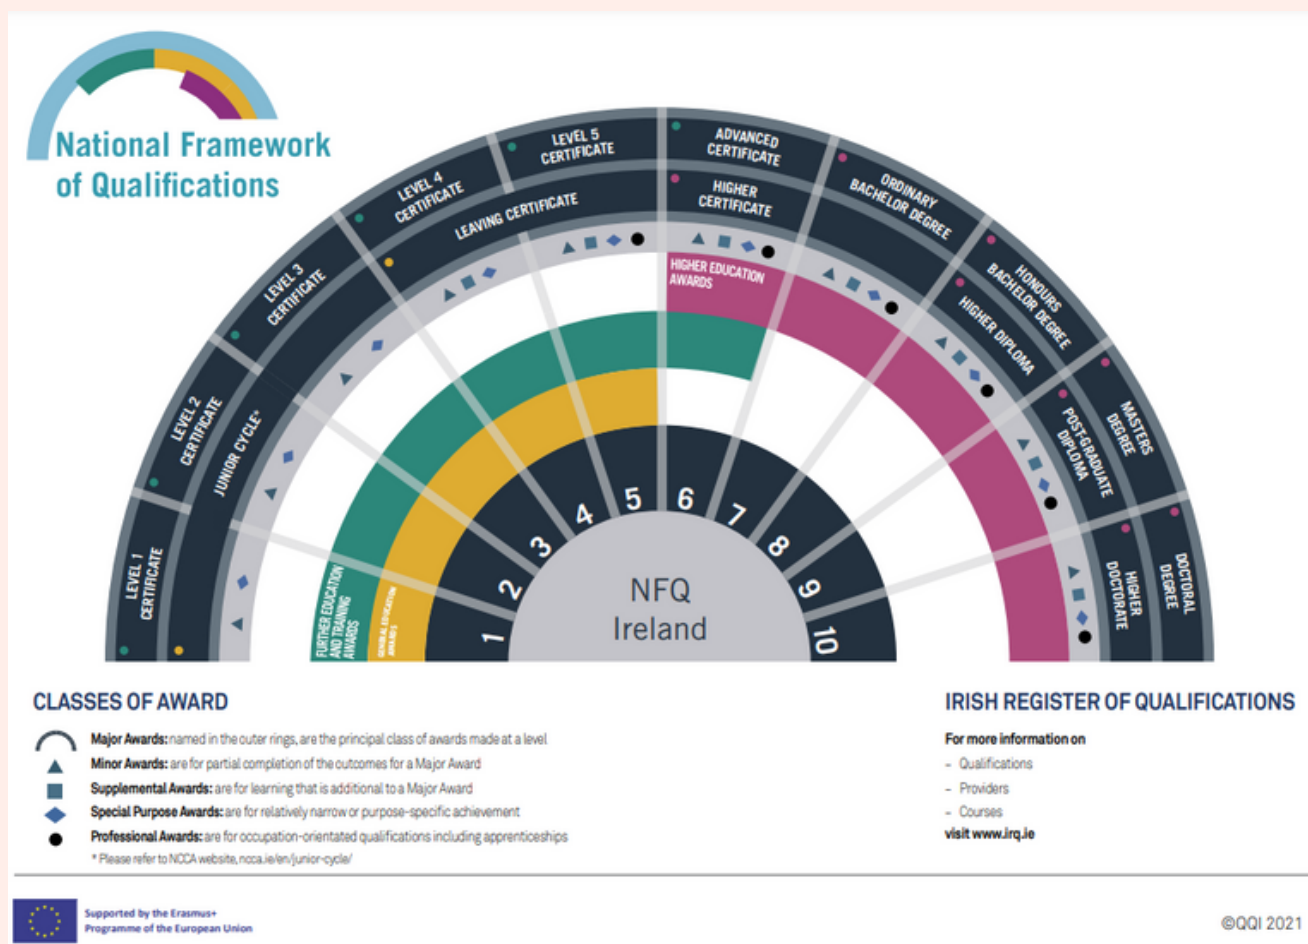 National Framework
of Qualifications
LEVEL 1
CERTIFICATE
LEVEL 2
CERTIFICATE
LEVEL 3
CERTIFICATE
LEVEL 4
CERTIFICATE
LEVEL 5
CERTIFICATE
ADVANCED
CERTIFICATE
ORDINARY
BACHELOR DEGREE
HONOURS
BACHELOR DEGREE
MASTERS
DEGREE
DOCTORAL
DEGREE
JUNIOR CYCLE*
LEAVING CERTIFICATE
HIGHER
CERTIFICATE
HIGHER DIPLOMA
POST-GRADUATE
DIPLOMA
HIGHER
DOCTORATE
HIGHER EDUCATION
AWARDS
FURTHER EDUCATION
AND TRAINING
AWARDS
GENERAL EDUCATION
AWARDS
1
2
3
4
5
6
7
8
9
10
NFQ
Ireland
CLASSES OF AWARD
Major Awards: named in the outer rings, are the principal class of awards made at a level
Minor Awards: are for partial completion of the outcomes for a Major Award
Supplemental Awards: are for learning that is additional to a Major Award
Special Purpose Awards: are for relatively narrow or purpose-specific achievement
Professional Awards: are for occupation-orientated qualifications including apprenticeships
* Please refer to NCCA website, ncca.ie/en/junior-cycle/
IRISH REGISTER OF QUALIFICATIONS
For more information on
- Qualifications
- Providers
- Courses
visit www.irq.ie
Supported by the Erasmus+
Programme of the European Union
©QQI 2021